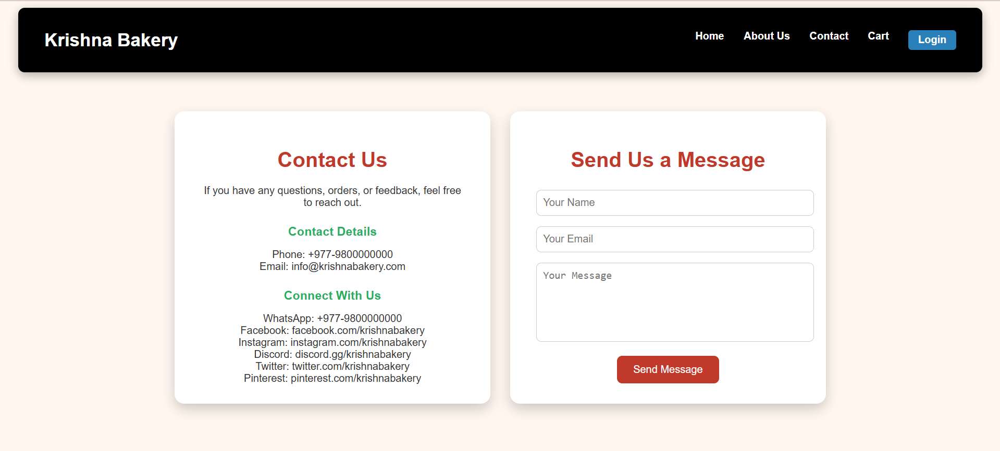 Krishna Bakery
Home About Us Contact Cart Login
Contact Us
If you have any questions, orders, or feedback, feel free
to reach out.
Contact Details
Phone: +977-9800000000
Email: info@krishnabakery.com
Connect With Us
WhatsApp: +977-9800000000
Facebook: facebook.com/krishnabakery
Instagram: instagram.com/krishnabakery
Discord: discord.gg/krishnabakery
Twitter: twitter.com/krishnabakery
Pinterest: pinterest.com/krishnabakery
Send Us a Message
Your Name
Your Email
Your Message
Send Message